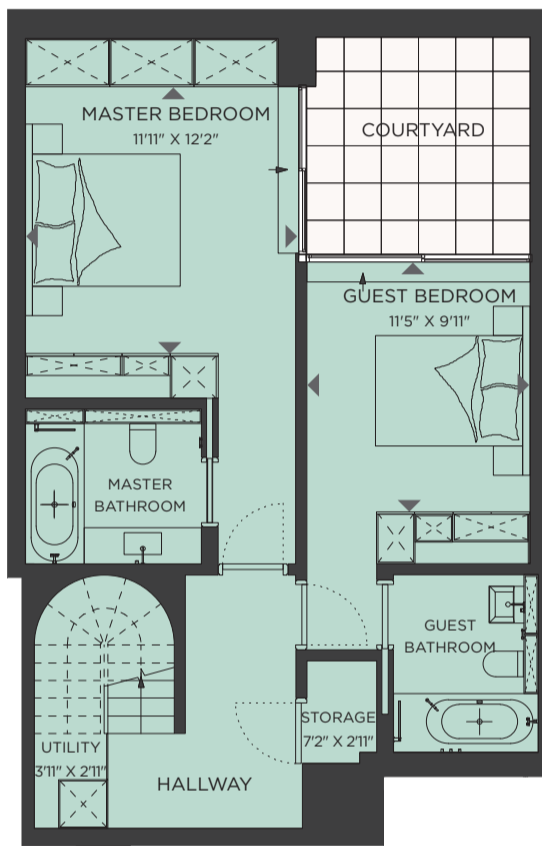 MASTER BEDROOM
11'11" X 12'2"
COURTYARD
GUEST BEDROOM
11'5" X 9'11"
MASTER
BATHROOM
GUEST
BATHROOM
STORAGE
7'2" X 2'11"
UTILITY
3'11" X 2'11"
HALLWAY